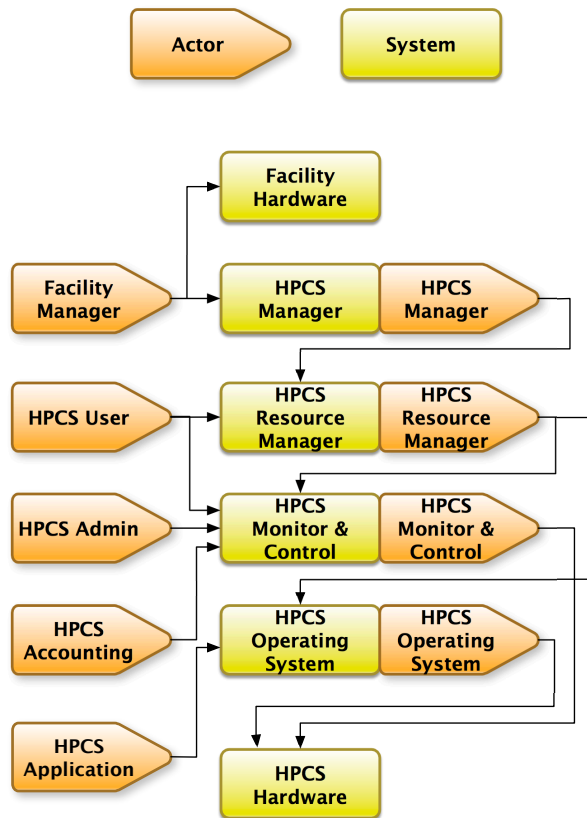 Actor
System
Facility
Hardware
Facility
Manager
HPCS
Manager
HPCS
Manager
HPCS User
HPCS
Resource
Manager
HPCS
Resource
Manager
HPCS Admin
HPCS
Monitor &
Control
HPCS
Monitor &
Control
HPCS
Accounting
HPCS
Operating
System
HPCS
Operating
System
HPCS
Application
HPCS
Hardware